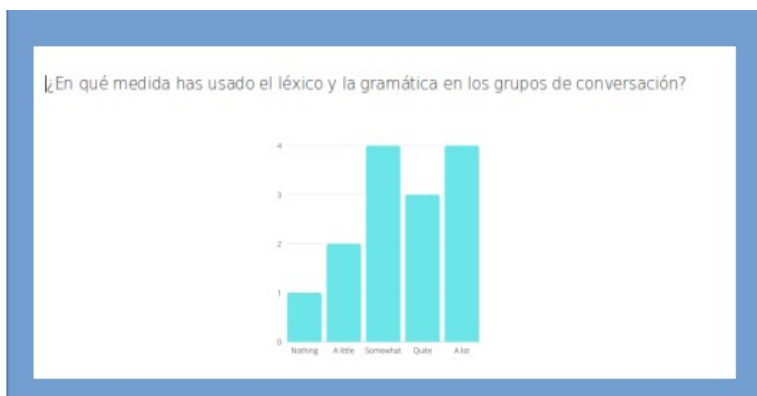 ¿En qué medida has usado el léxico y la gramática en los grupos de conversación?
4
3
2
1
0
Nothing A little Somewhat Quite A lot